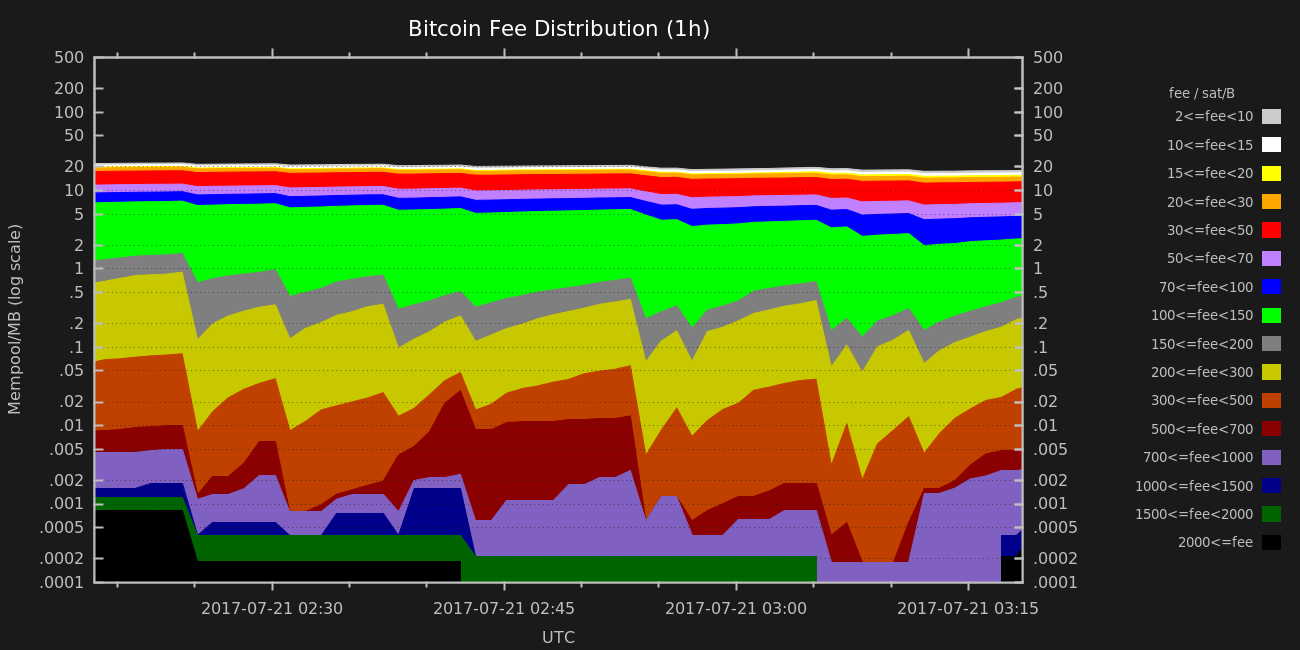 Bitcoin Fee Distribution (1h)
500 500
200 200
100 100
50 50
20 20
10 10
5 5
2 2
1 1
.5 .5
.2 .2
.1 .1
.05 .05
.02 .02
.01 .01
.005 .005
.002 .002
.001 .001
.0005 .0005
.0002 .0002
.0001 .0001
Mempool/MB (log scale)
2017-07-21 02:30 2017-07-21 02:45 2017-07-21 03:00 2017-07-21 03:15
UTC
fee / sat/B
2<=fee<10
10<=fee<15
15<=fee<20
20<=fee<30
30<=fee<50
50<=fee<70
70<=fee<100
100<=fee<150
150<=fee<200
200<=fee<300
300<=fee<500
500<=fee<700
700<=fee<1000
1000<=fee<1500
1500<=fee<2000
2000<=fee